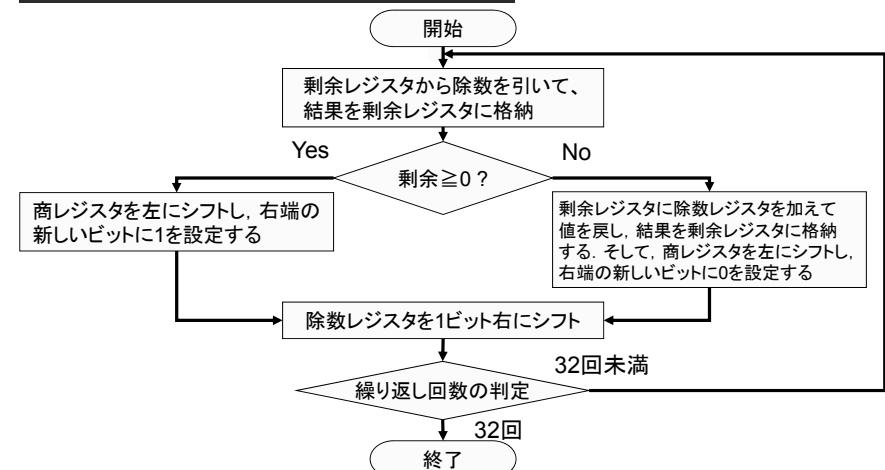 開始
剰余レジスタから除数を引いて、
結果を剰余レジスタに格納
Yes
No
剰余≧0？
商レジスタを左にシフトし，右端の
新しいビットに1を設定する
剰余レジスタに除数レジスタを加えて
値を戻し，結果を剰余レジスタに格納
する．そして，商レジスタを左にシフトし，
右端の新しいビットに0を設定する
除数レジスタを1ビット右にシフト
32回未満
繰り返し回数の判定
32回
終了